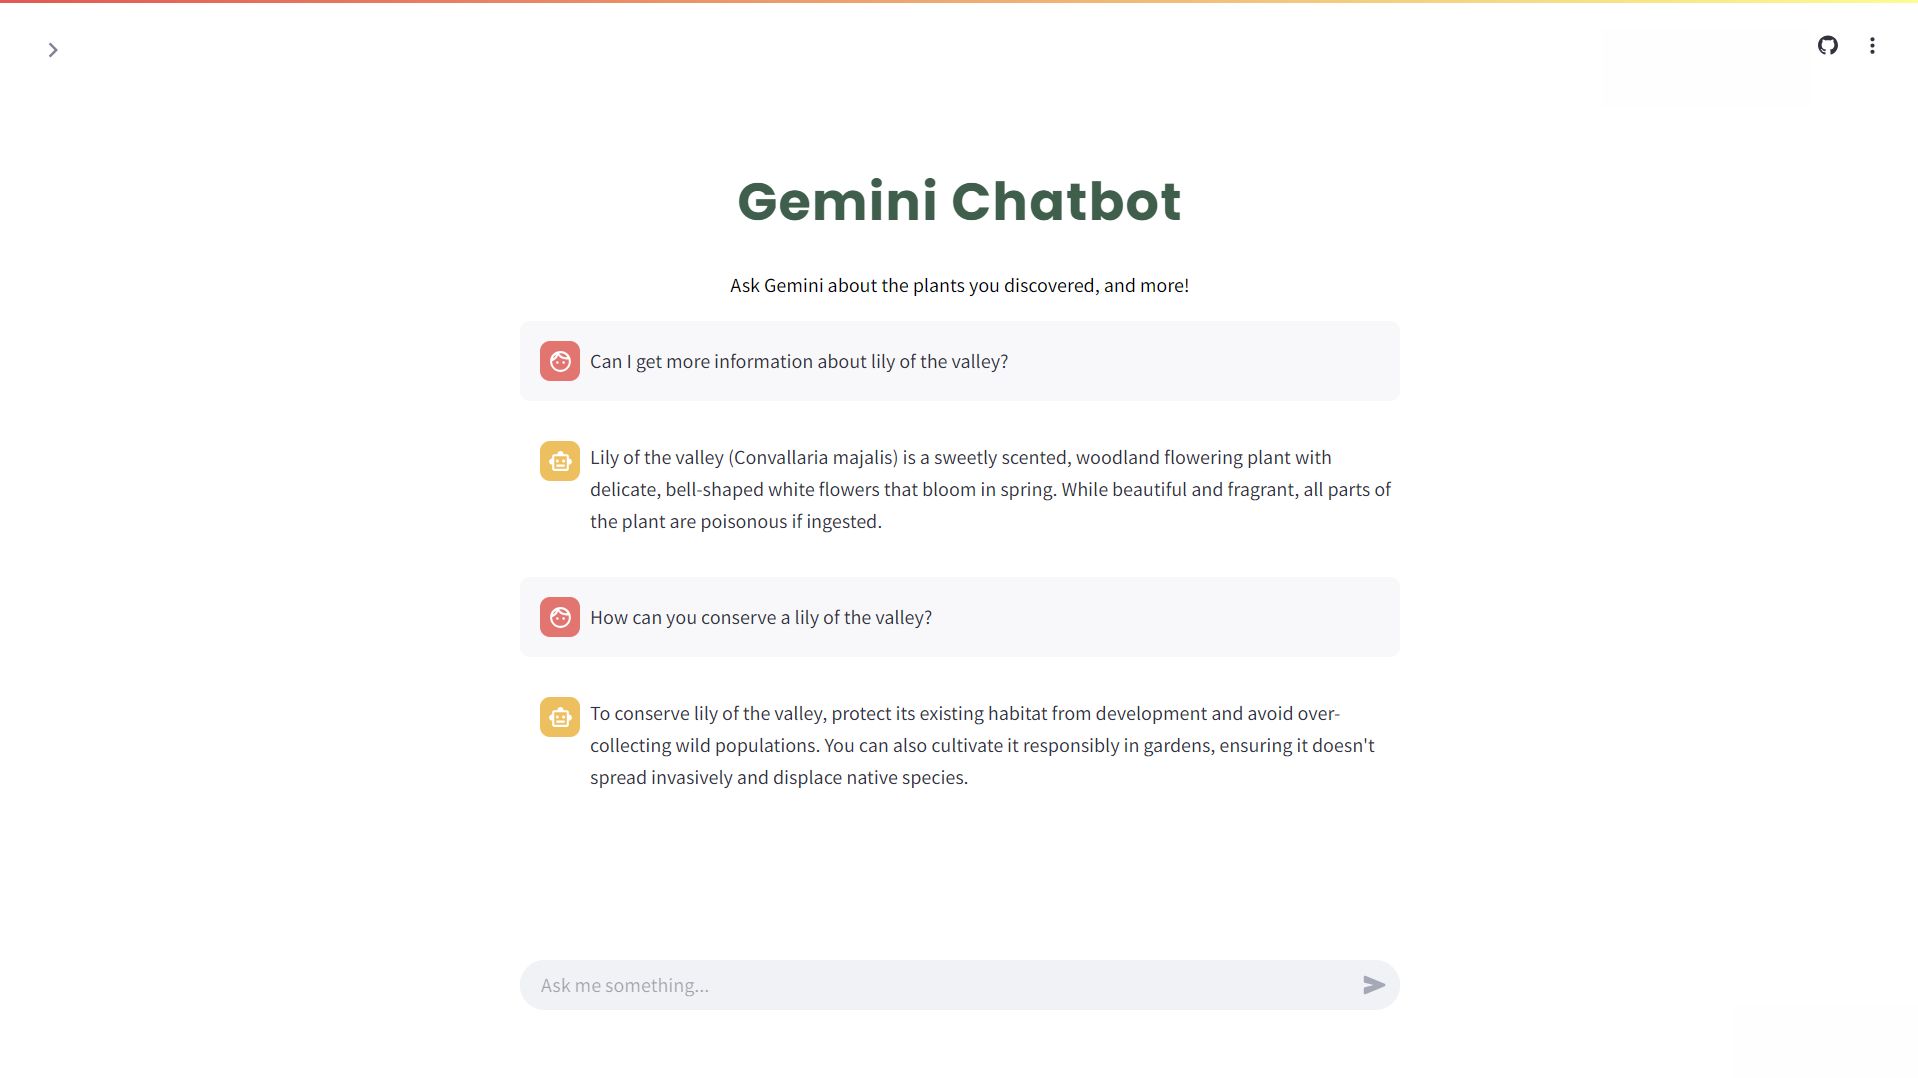 Gemini Chatbot
Ask Gemini about the plants you discovered, and more!
Can I get more information about lily of the valley?
Lily of the valley (Convallaria majalis) is a sweetly scented, woodland flowering plant with
delicate, bell-shaped white flowers that bloom in spring. While beautiful and fragrant, all parts of
the plant are poisonous if ingested.
How can you conserve a lily of the valley?
To conserve lily of the valley, protect its existing habitat from development and avoid over-
collecting wild populations. You can also cultivate it responsibly in gardens, ensuring it doesn't
spread invasively and displace native species.
Ask me something...